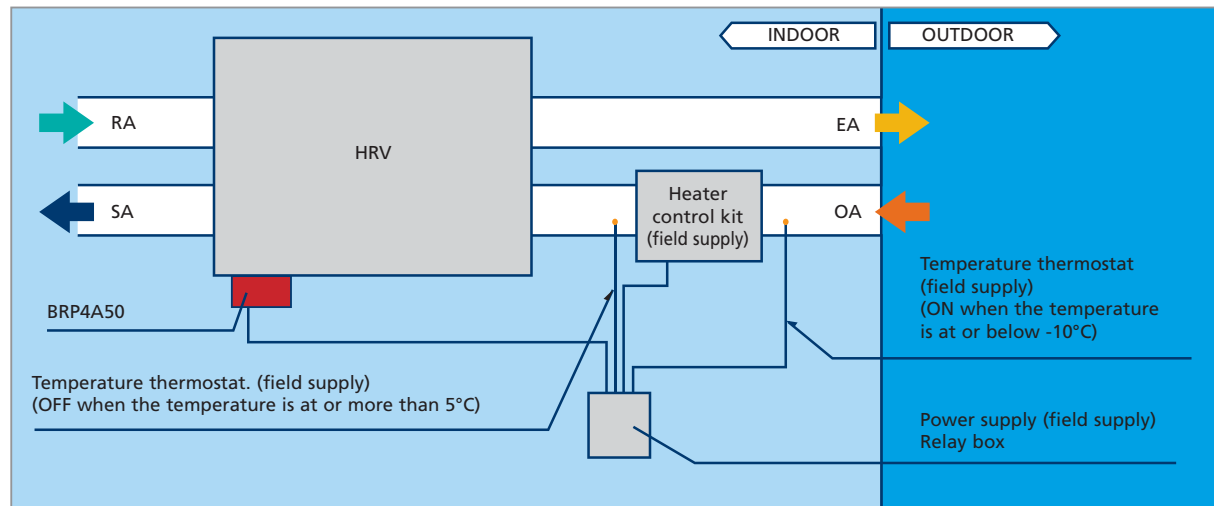 INDOOR
OUTDOOR
RA
HRV
EA
SA
Heater
control kit
(field supply)
OA
BRP4A50
Temperature thermostat
(field supply)
(ON when the temperature
is at or below -10°C)
Temperature thermostat. (field supply)
(OFF when the temperature is at or more than 5°C)
Power supply (field supply)
Relay box